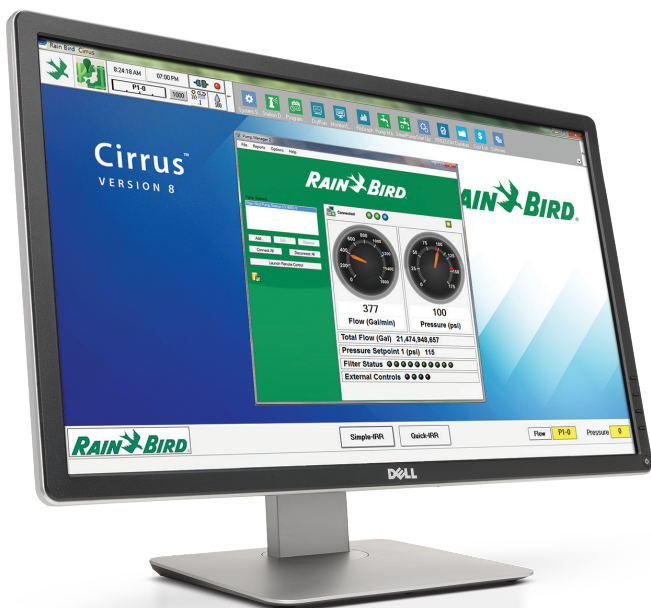 Rain Bird Cirrus
8:24:18 AM
07:00 PM
P1-0
1000
Program
Cirrus™
VERSION 8
Pump Manager
File Reports Options Help
RAIN BIRD
RAIN BIRD
Connected
Add...
Connect All
Disconnect All
Launch Remote Control
377
Flow (Gal/min)
100
Pressure (psi)
Total Flow (Gal) 21,474,948,657
Pressure Setpoint 1 (psi) 115
Filter Status
External Controls
RAIN BIRD
Simple-IRR
Quick-IRR
Flow P1-0
Pressure 0
DELL